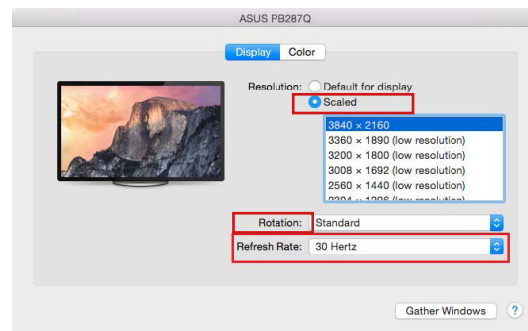 ASUS PB287Q
Display Color
Resolution: Default for display
Scaled
3840 × 2160
3360 × 1890 (low resolution)
3200 × 1800 (low resolution)
3008 × 1692 (low resolution)
2560 × 1440 (low resolution)
Rotation: Standard
Refresh Rate: 30 Hertz
Gather Windows ?